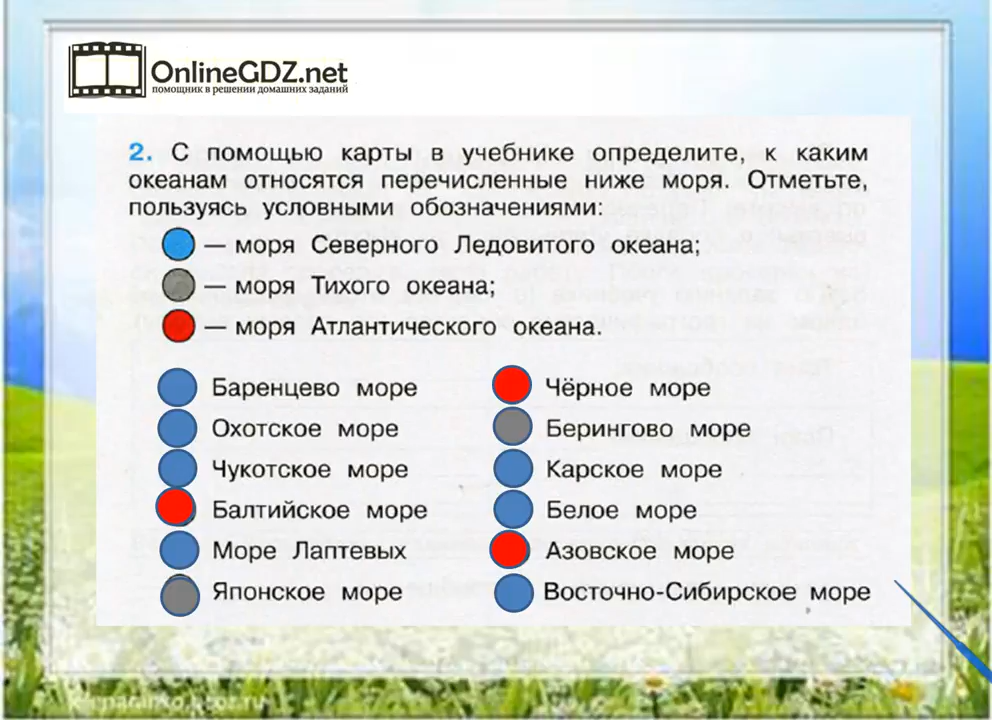 OnlineGDZ.net
помощник в решении домашних заданий
2. С помощью карты в учебнике определите, к каким
океанам относятся перечисленные ниже моря. Отметьте,
пользуясь условными обозначениями:
— моря Северного Ледовитого океана;
— моря Тихого океана;
— моря Атлантического океана.
Баренцево море
Охотское море
Чукотское море
Балтийское море
Море Лаптевых
Японское море
Чёрное море
Берингово море
Карское море
Белое море
Азовское море
Восточно-Сибирское море